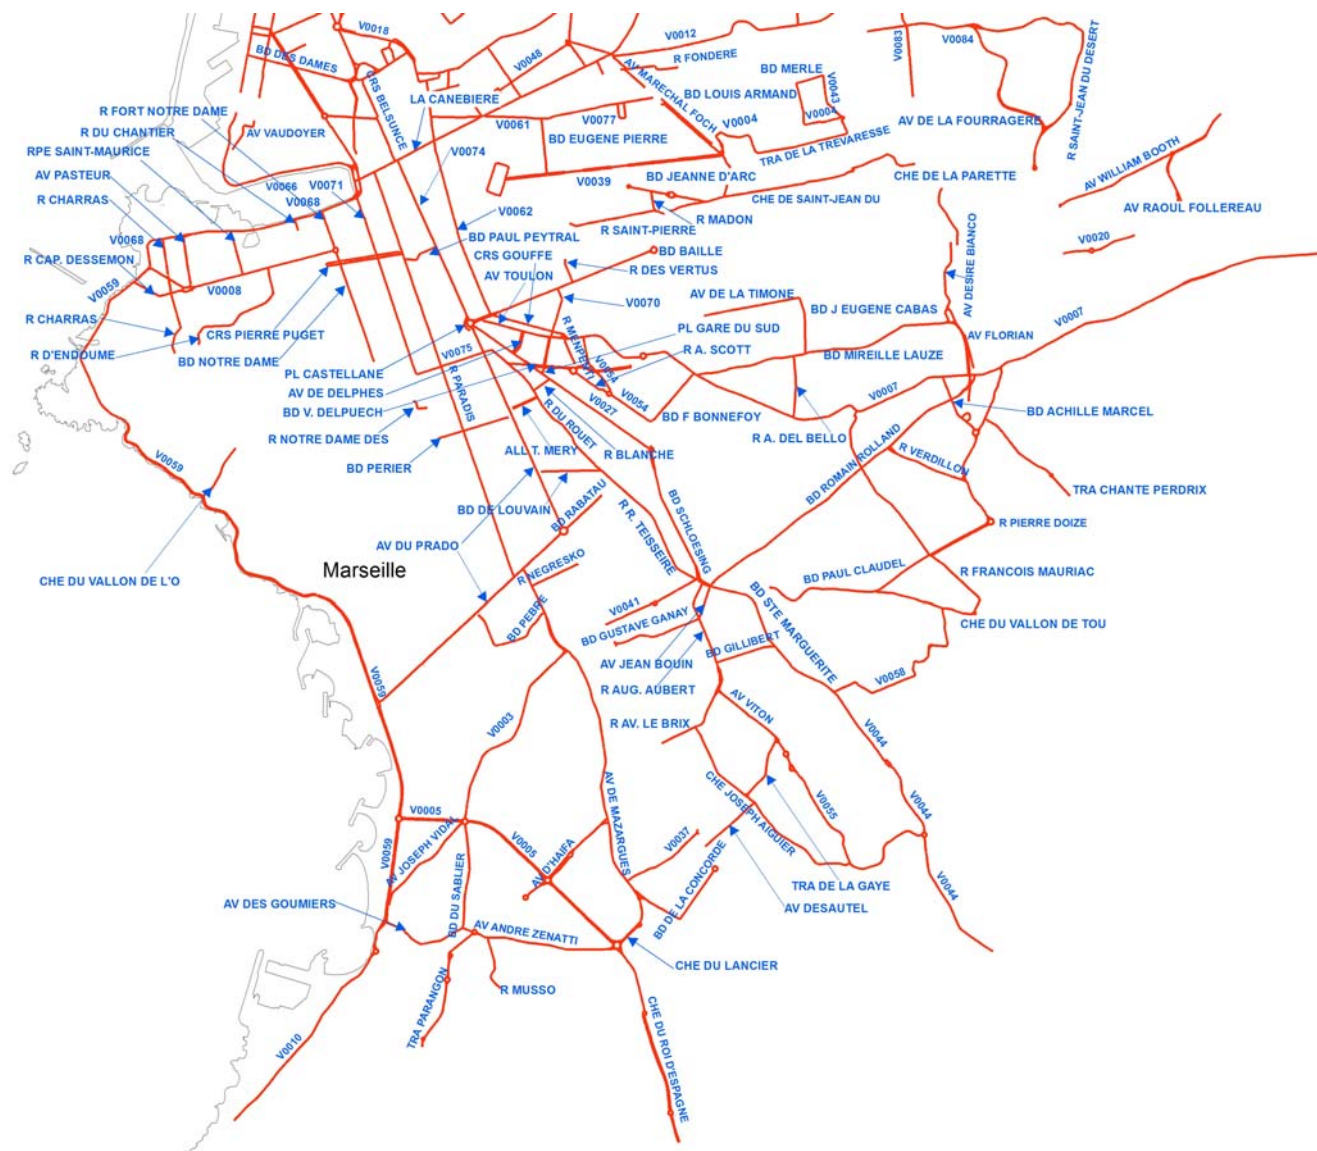 V0018
V0012
V0083
V0084
BD DES DAMES
CRS BELSUNCE
V0048
R FONDERE
BD MERLE
AV MARECHAL FOCH
V0043
R SAINT-JEAN DU DESERT
R FORT NOTRE DAME
LA CANEBIERE
BD LOUIS ARMAND
R DU CHANTIER
AV VAUDOYER
V0061
V0077
V0004
V0004
AV DE LA FOURRAGERE
BD EUGENE PIERRE
RPE SAINT-MAURICE
V0074
TRA DE LA TREVARESSE
AV WILLIAM BOOTH
AV PASTEUR
V0066
V0071
V0039
BD JEANNE D'ARC
CHE DE LA PARETTE
R CHARRAS
V0068
CHE DE SAINT-JEAN DU
AV RAOUL FOLLEREAU
V0062
R MADON
R SAINT-PIERRE
V0068
BD PAUL PEYTRAL
V0020
R CAP. DESSEMON
CRS GOUFFE
BD BAILLE
AV DESIRE BIANCO
AV TOULON
R DES VERTUS
V0059
V0008
AV DE LA TIMONE
V0070
BD J EUGENE CABAS
R CHARRAS
V0007
CRS PIERRE PUGET
R MENPENTI
PL GARE DU SUD
AV FLORIAN
R D'ENDOUME
BD NOTRE DAME
V0075
R A. SCOTT
BD MIREILLE LAUZE
PL CASTELLANE
V0054
V0007
AV DE DELPHES
R PARADIS
V0027
V0054
BD V. DELPUECH
R DU ROUET
BD F BONNEFOY
BD ACHILLE MARCEL
R NOTRE DAME DES
R A. DEL BELLO
ALL T. MERY
R BLANCHE
BD ROMAIN ROLLAND
R VERDILLON
V0059
BD PERIER
TRA CHANTE PERDRIX
BD DE LOUVAIN
BD RABATAU
BD SCHLOESING
R R. TEISSEIRE
R PIERRE DOIZE
AV DU PRADO
Marseille
R NEGRESKO
CHE DU VALLON DE L'O
BD PAUL CLAUDEL
R FRANCOIS MAURIAC
V0041
BD STE MARGUERITE
BD PEBRE
BD GUSTAVE GANAY
CHE DU VALLON DE TOU
BD GILLIBERT
AV JEAN BOUIN
V0058
V0059
R AUG. AUBERT
AV VITON
R AV. LE BRIX
V0003
V0044
AV DE MAZARGUES
CHE JOSEPH AIGUIER
V0005
V0055
V0044
V0037
V0005
V0059
AV JOSEPH VIDAL
AV D'HAIFA
BD DE LA CONCORDE
TRA DE LA GAYE
V0044
AV DES GOUMIERS
BD DU SABLIER
AV DESAUTEL
AV ANDRE ZENATTI
CHE DU LANCIER
R MUSSO
TRA PARANGON
V0010
CHE DU ROI D'ESPAGNE